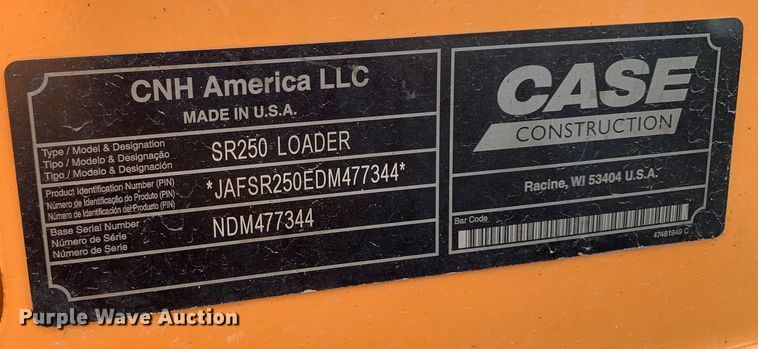 CNH America LLC
MADE IN U.S.A.
Type / Model & Designation
Tipo / Modelo & Designação
Tipo / Modelo & Designación
SR250 LOADER
Product Identification Number (PIN)
Número de Identificação do Produto (PIN)
Número de Identificación del Producto (PIN)
*JAFSR250EDM477344*
Base Serial Number
Número de Série
Número de Serie
NDM477344
CASE
CONSTRUCTION
Racine, WI 53404 U.S.A.
Bar Code
47481949 C
Purple Wave Auction